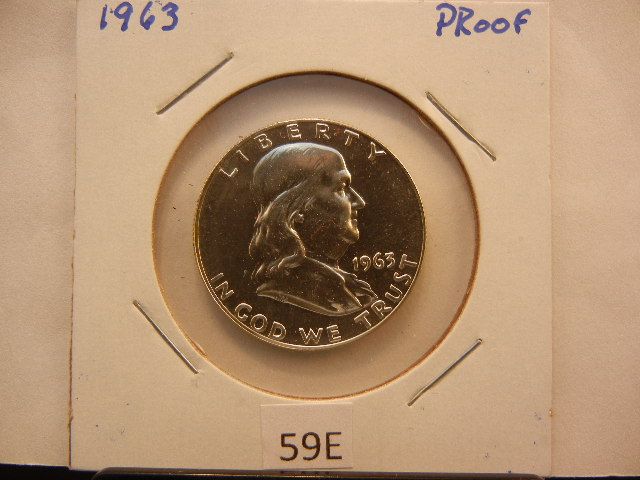 1963 PRooF
LIBERTY
1963
IN GOD WE TRUST
59E